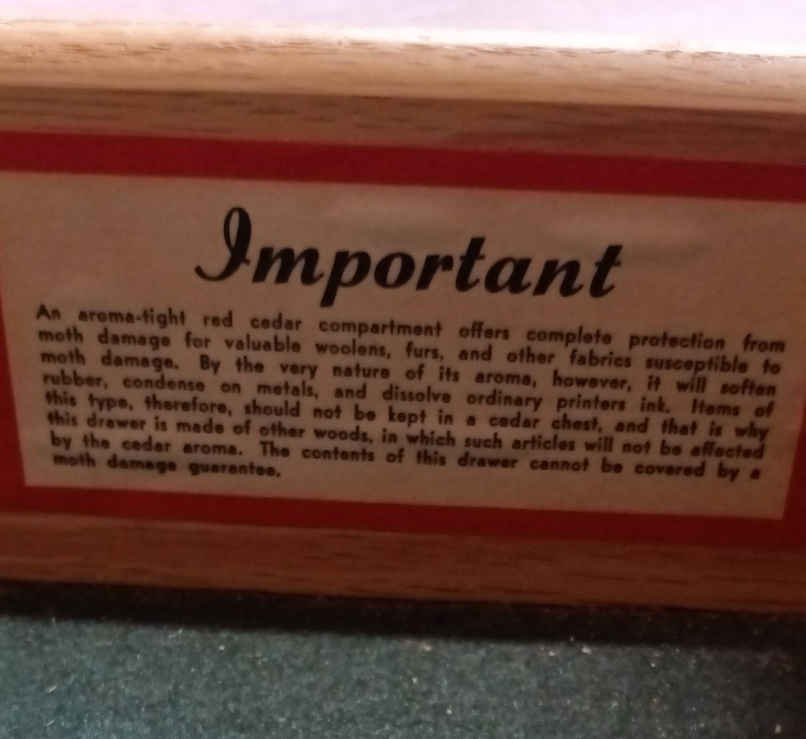 Important
An aroma-tight red cedar compartment offers complete protection from
moth damage for valuable woolens, furs, and other fabrics susceptible to
moth damage. By the very nature of its aroma, however, it will soften
rubber, condense on metals, and dissolve ordinary printers ink. Items of
this type, therefore, should not be kept in a cedar chest, and that is why
this drawer is made of other woods, in which such articles will not be affected
by the cedar aroma. The contents of this drawer cannot be covered by a
moth damage guarantee.